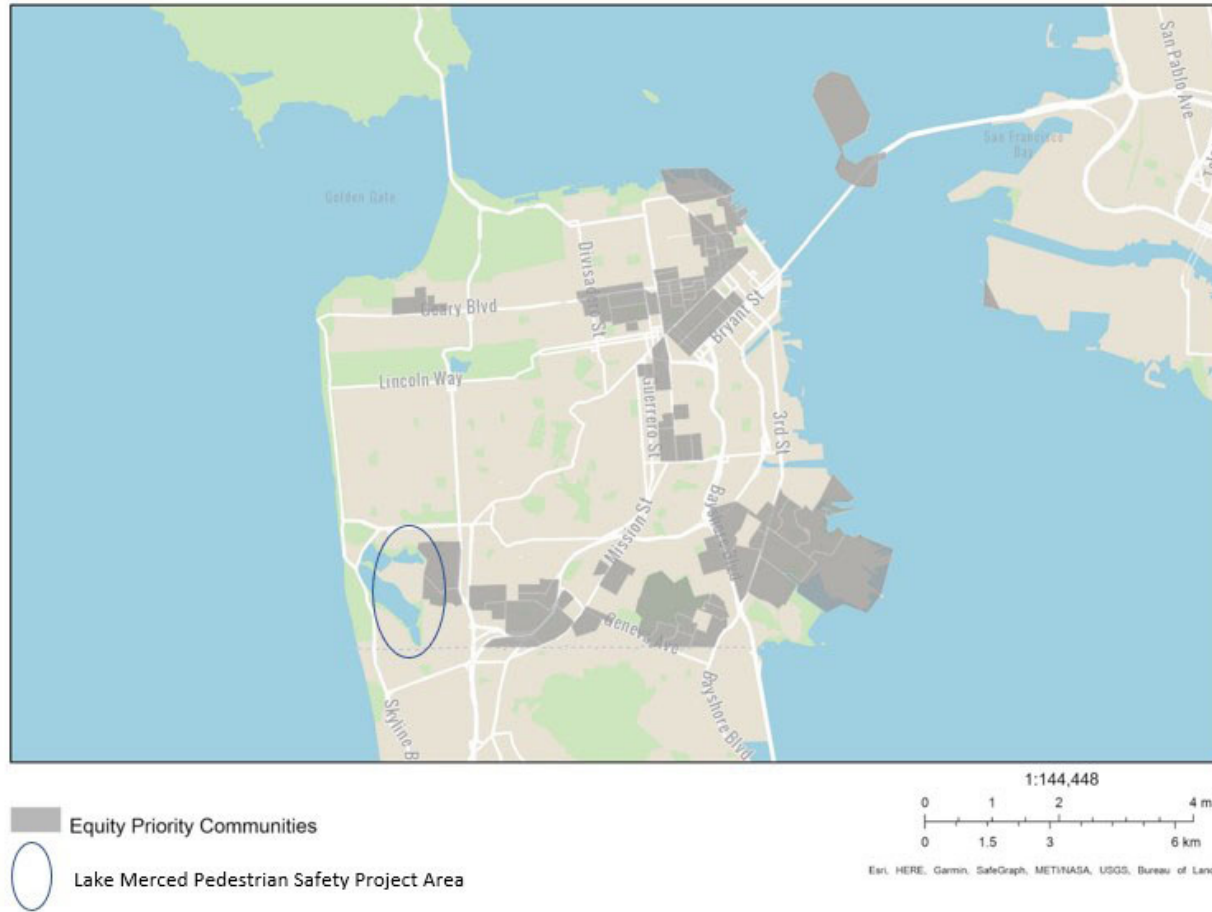 San Pablo Ave
San Francisco
Bay
Golden Gate
Divisadero St
Geary Blvd
Bryant St
Lincoln Way
Guerrero St
3rd St
Mission St
Bayshore Blvd
Geneva Ave
Skyline B
Bayshore Blvd
1:144,448
0 1 2 4 m
0 1.5 3 6 km
Equity Priority Communities
Lake Merced Pedestrian Safety Project Area
Esri, HERE, Garmin, SafeGraph, METI/NASA, USGS, Bureau of Lan